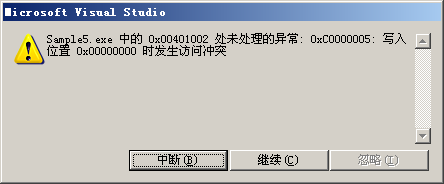 Microsoft Visual Studio
Sample5.exe 中的 0x00401002 处未处理的异常: 0xC0000005: 写入
位置 0x00000000 时发生访问冲突
中断(B)
继续(C)
忽略(I)